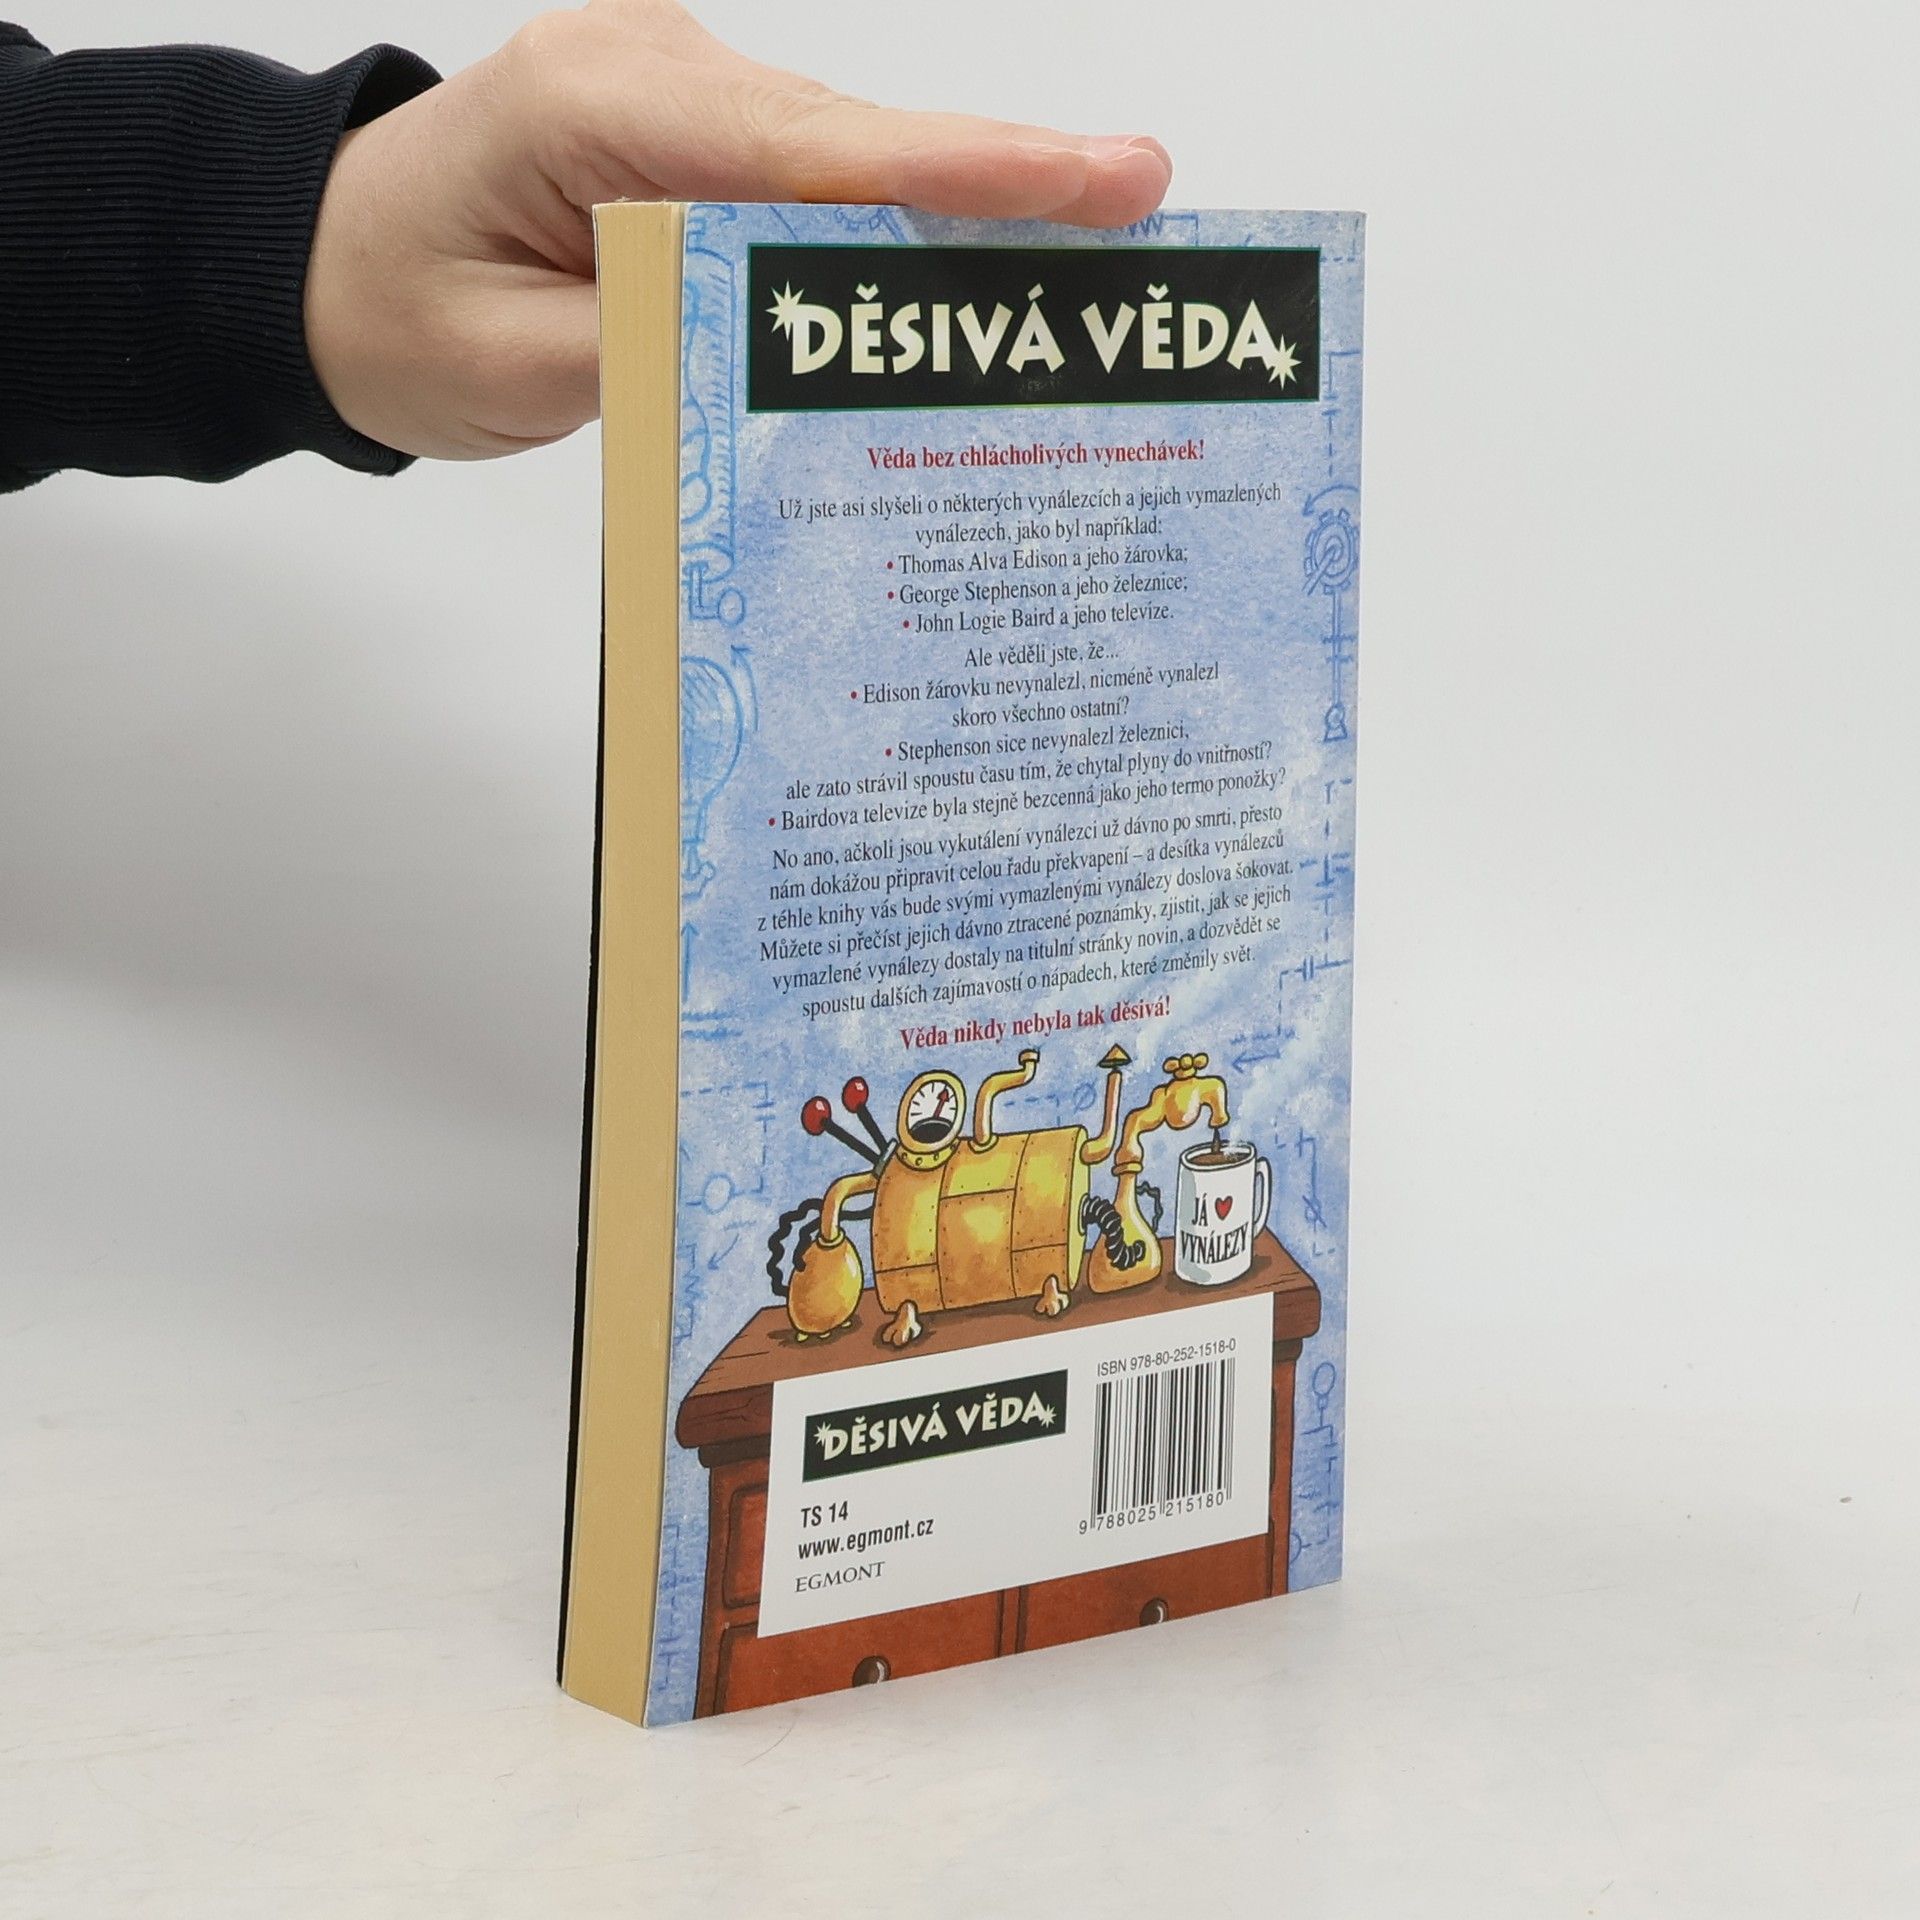 DĚSIVÁ VĚDA
Věda bez chlácholivých vynechávek!
Už jste asi slyšeli o některých vynálezcích a jejich vymazlených
vynálezech, jako byl například:
• Thomas Alva Edison a jeho žárovka;
• George Stephenson a jeho železnice;
• John Logie Baird a jeho televize.
Ale věděli jste, že...
• Edison žárovku nevynalezl, nicméně vynalezl
skoro všechno ostatní?
• Stephenson sice nevynalezl železnici,
ale zato strávil spoustu času tím, že chytal plyny do vnitřností?
• Bairdova televize byla stejně bezcenná jako jeho termo ponožky?
No ano, ačkoli jsou vykutálení vynálezci už dávno po smrti, přesto
nám dokážou připravit celou řadu překvapení – a desítka vynálezců
z téhle knihy vás bude svými vymazlenými vynálezy doslova šokovat.
Můžete si přečíst jejich dávno ztracené poznámky, zjistit, jak se jejich
vymazlené vynálezy dostaly na titulní stránky novin, a dozvědět se
spoustu dalších zajímavostí o nápadech, které změnily svět.
Věda nikdy nebyla tak děsivá!
JÁ ♥
VYNÁLEZY
ISBN 978-80-252-1518-0
DĚSIVÁ VĚDA
9 788025 215180
TS 14
www.egmont.cz
EGMONT